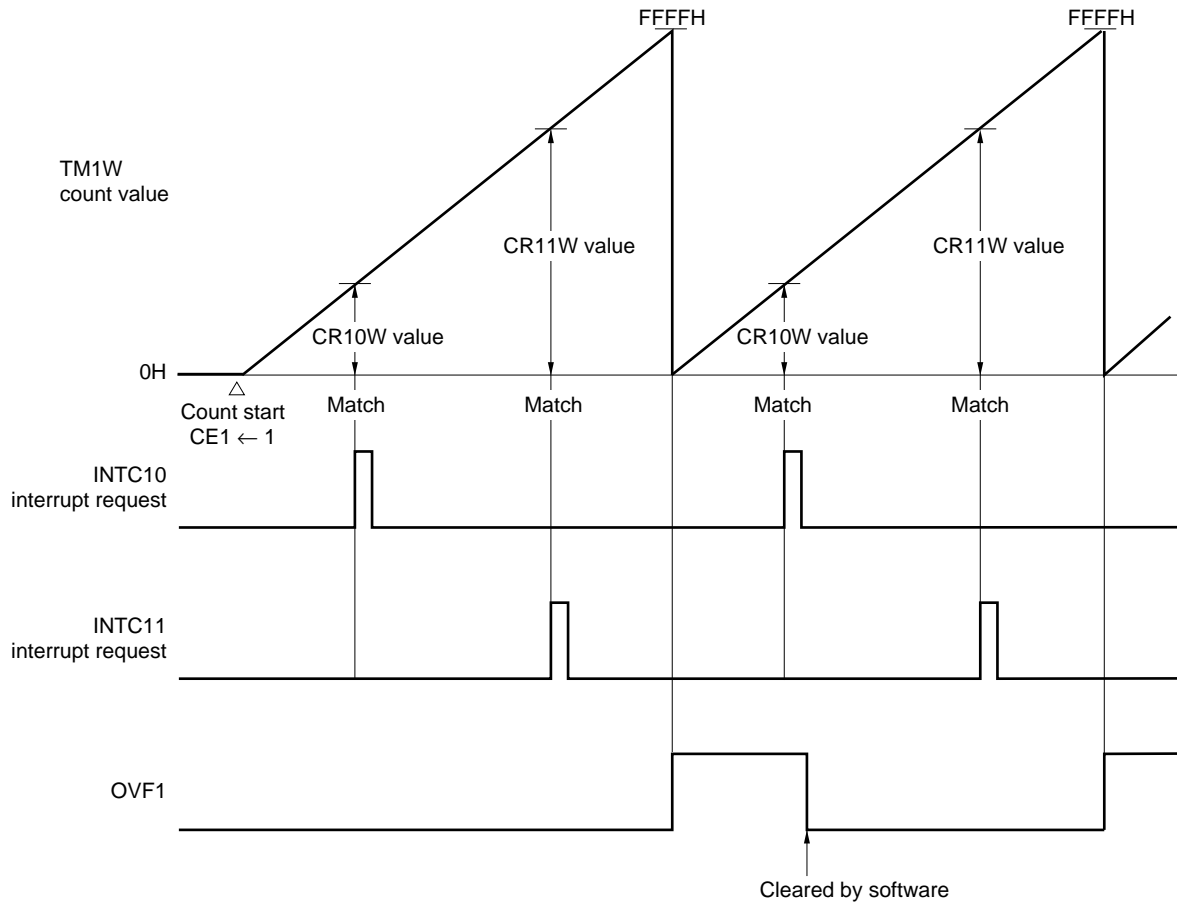 FFFFH
FFFFH
TM1W
count value
CR11W value
CR11W value
CR10W value
CR10W value
0H
Count start
CE1 ← 1
Match
Match
Match
Match
INTC10
interrupt request
INTC11
interrupt request
OVF1
Cleared by software